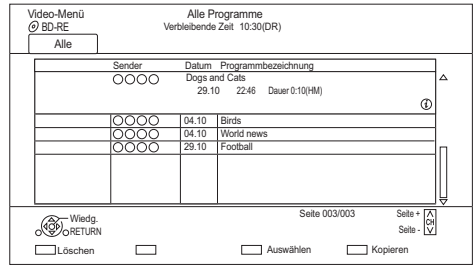 Video-Menü
Alle Programme
BD-RE
Verbleibende Zeit 10:30(DR)
Alle
Sender Datum Programmbezeichnung
Dogs and Cats
29.10 22:46 Dauer 0:10(HM)
04.10 Birds
04.10 World news
29.10 Football
Seite 003/003
Seite +
CH
Seite -
Wiedg.
OK
RETURN
Löschen
Auswählen
Kopieren